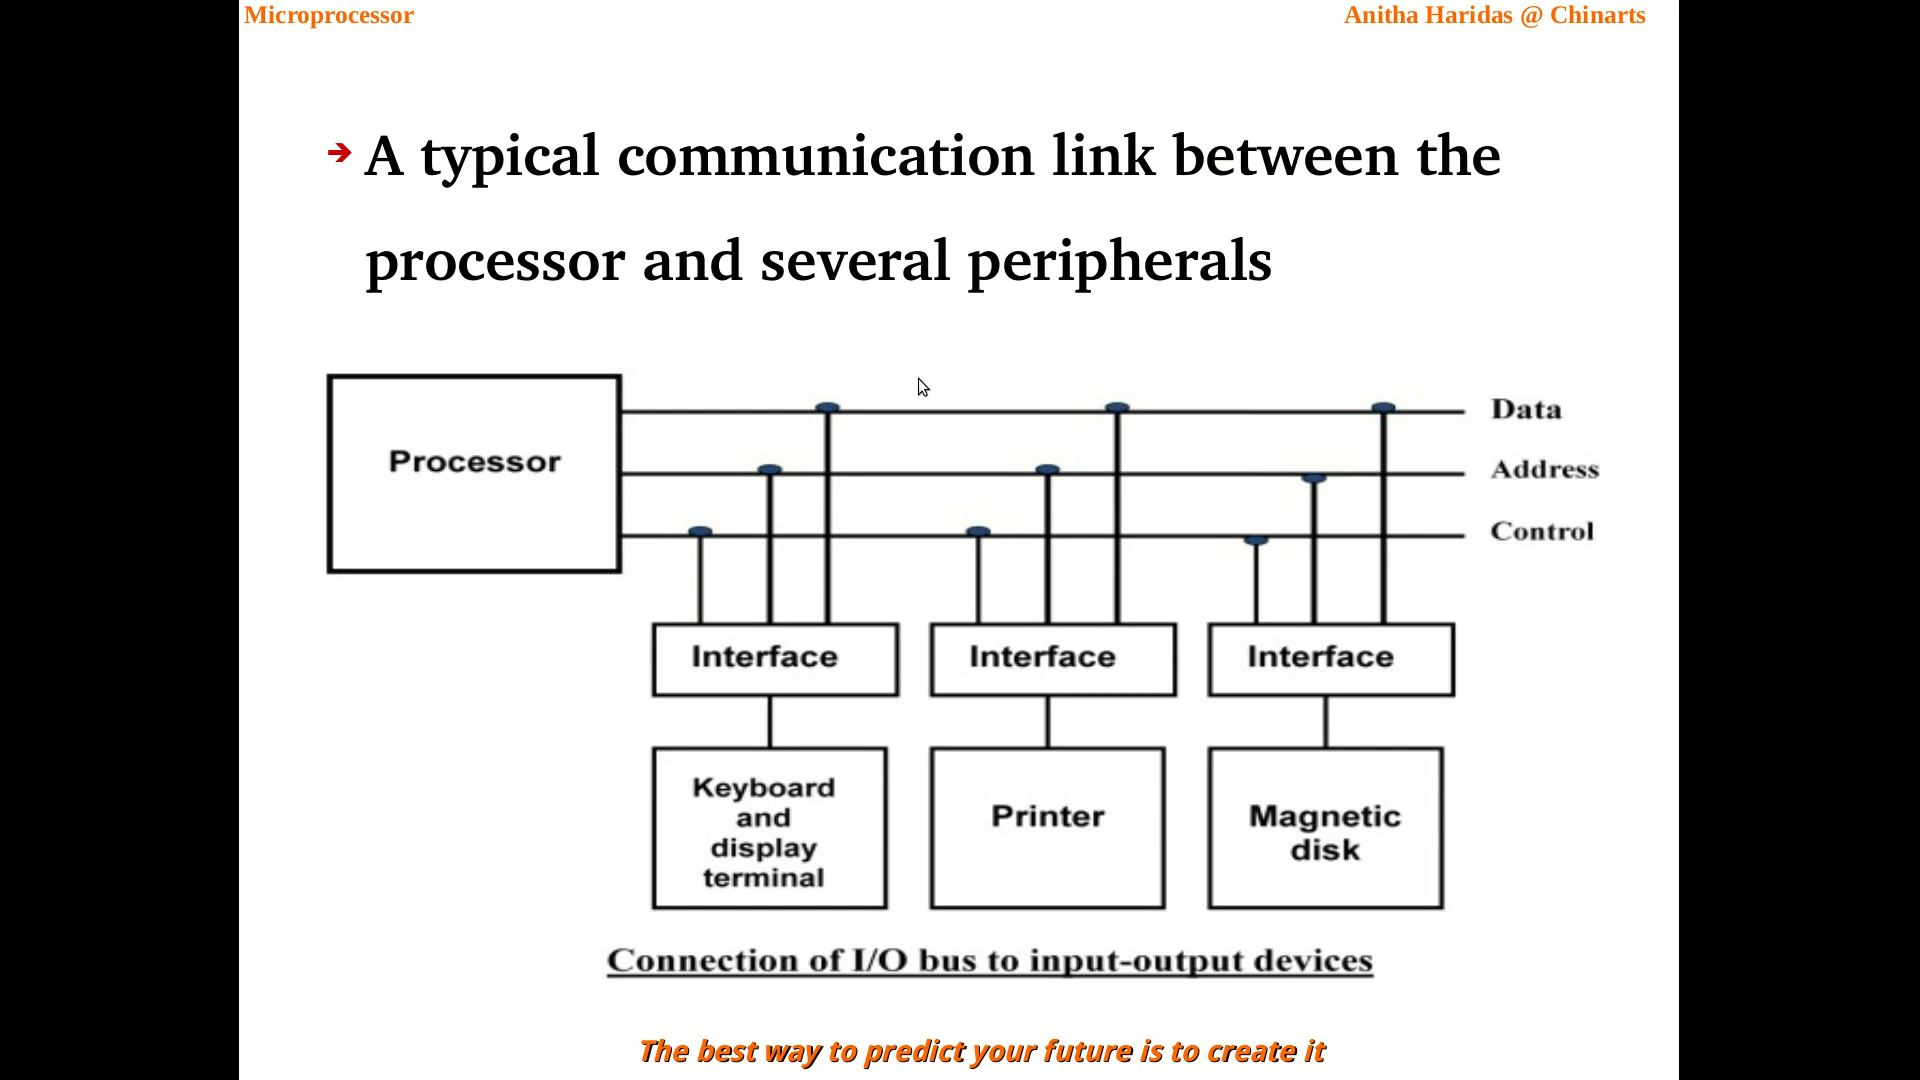 Microprocessor
Anitha Haridas @ Chinarts
A typical communication link between the
processor and several peripherals
Processor
Data
Address
Control
Interface
Interface
Interface
Keyboard
and
display
terminal
Printer
Magnetic
disk
Connection of I/O bus to input-output devices
The best way to predict your future is to create it